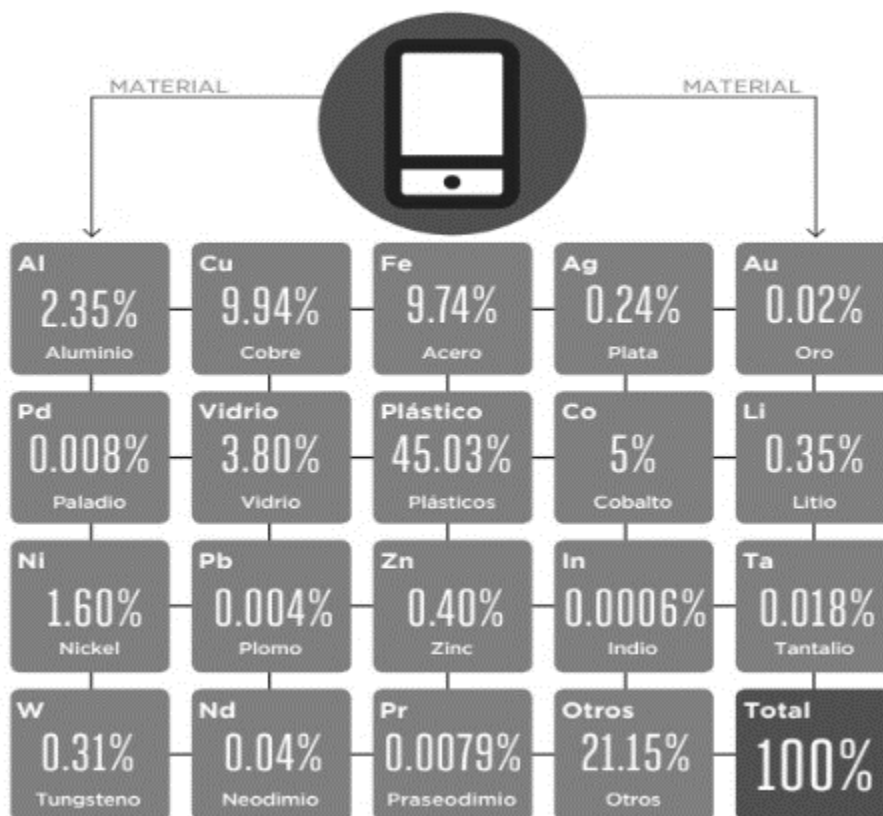 MATERIAL MATERIAL
Al Cu Fe Ag Au
2.35% 9.94% 9.74% 0.24% 0.02%
Aluminio Cobre Acero Plata Oro
Pd Vidrio Plástico Co Li
0.008% 3.80% 45.03% 5% 0.35%
Paladio Vidrio Plásticos Cobalto Litio
Ni Pb Zn In Ta
1.60% 0.004% 0.40% 0.0006% 0.018%
Nickel Plomo Zinc Indio Tantalio
W Nd Pr Otros Total
0.31% 0.04% 0.0079% 21.15% 100%
Tungsteno Neodimio Praseodimio Otros